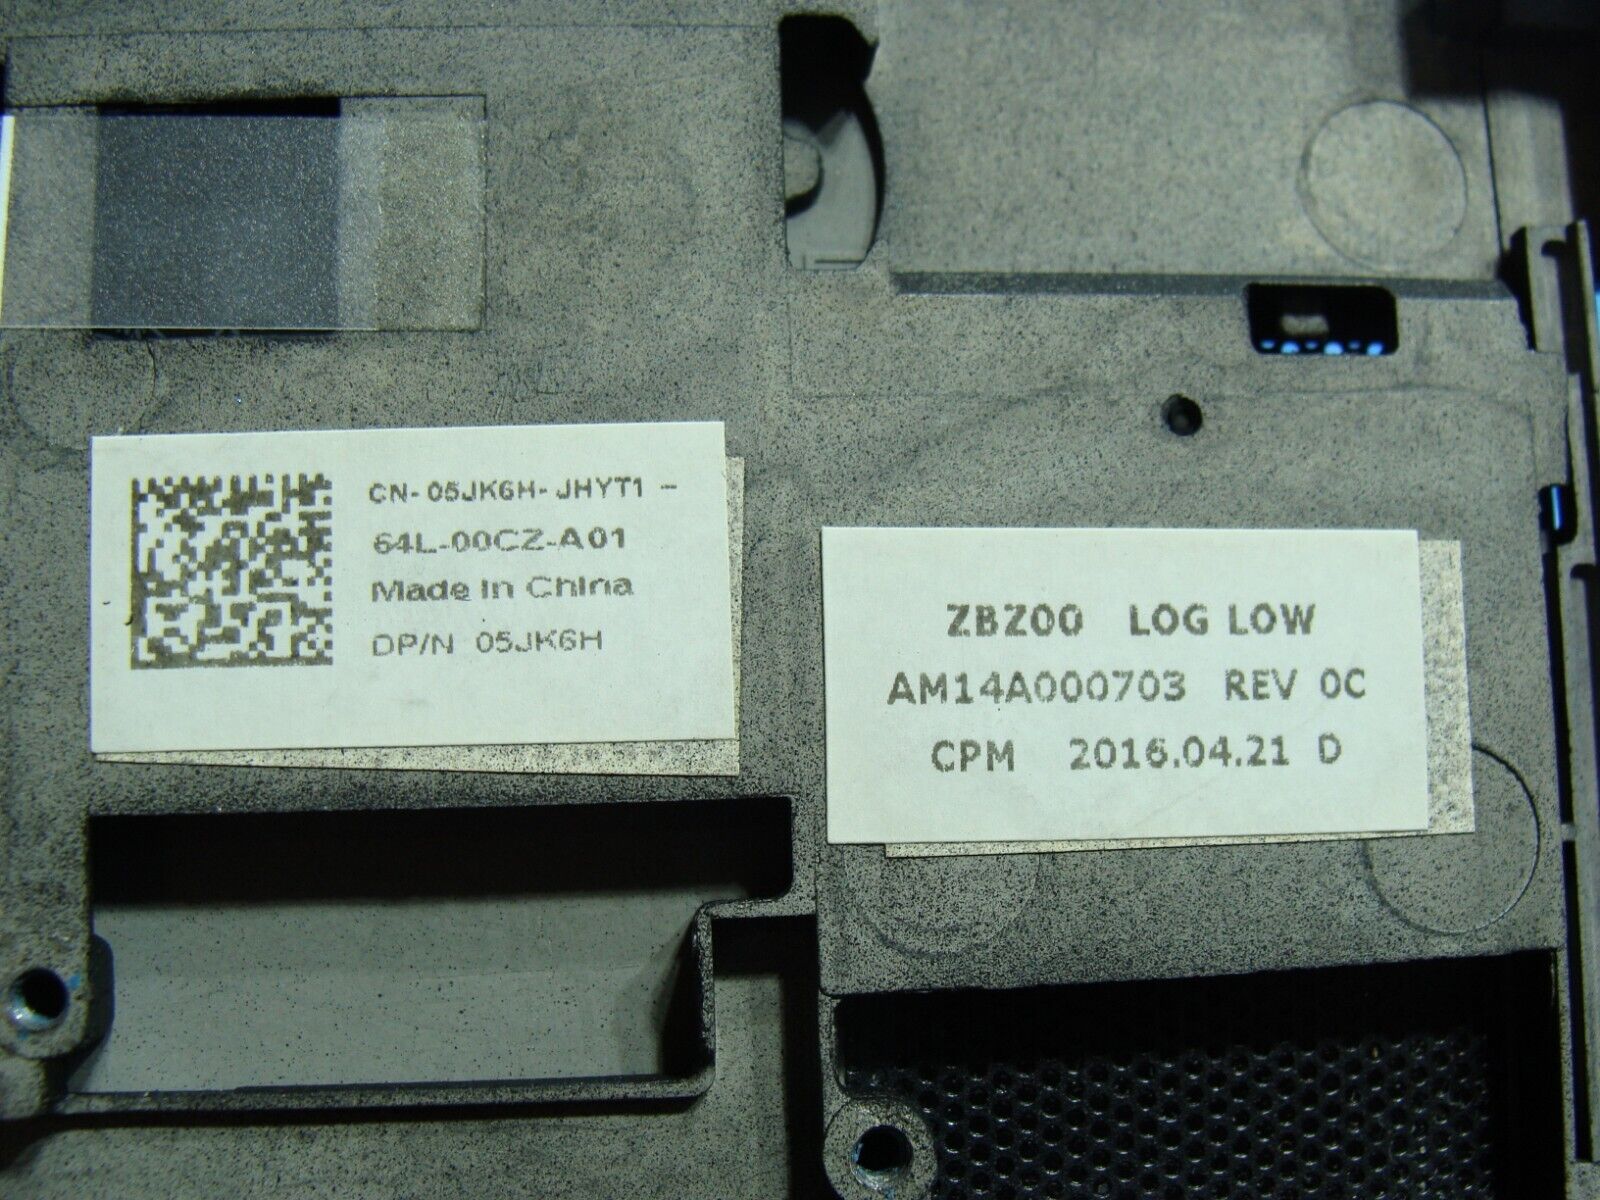 CN-05JK6H-JHYT1 -
64L-00CZ-A01
Made In China
DP/N 05JK6H
ZBZ00 LOG LOW
AM14A000703 REV 0C
CPM 2016.04.21 D